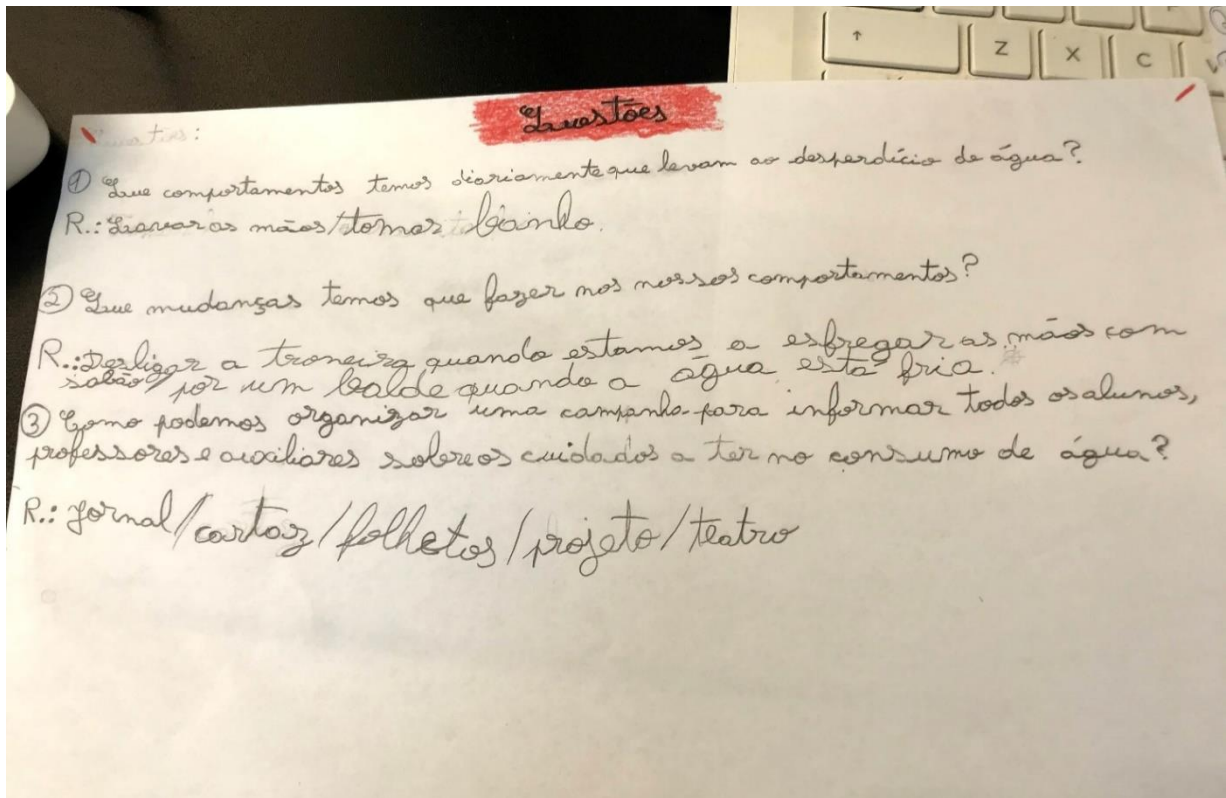 Questões
① Que comportamentos temos diariamente que levam ao desperdício de água?
R.: Lavar as mãos/tomar banho.
② Que mudanças temos que fazer nos nossos comportamentos?
R.: Desligar a troneira quando estamos a esfregar as mãos com
sabão/pôr um balde quando a água está fria.
③ Como podemos organizar uma campanha para informar todos os alunos,
professores e auxiliares sobre os cuidados a ter no consumo de água?
R.: Jornal/cartaz/folhetos/projeto/teatro
↑ Z X C